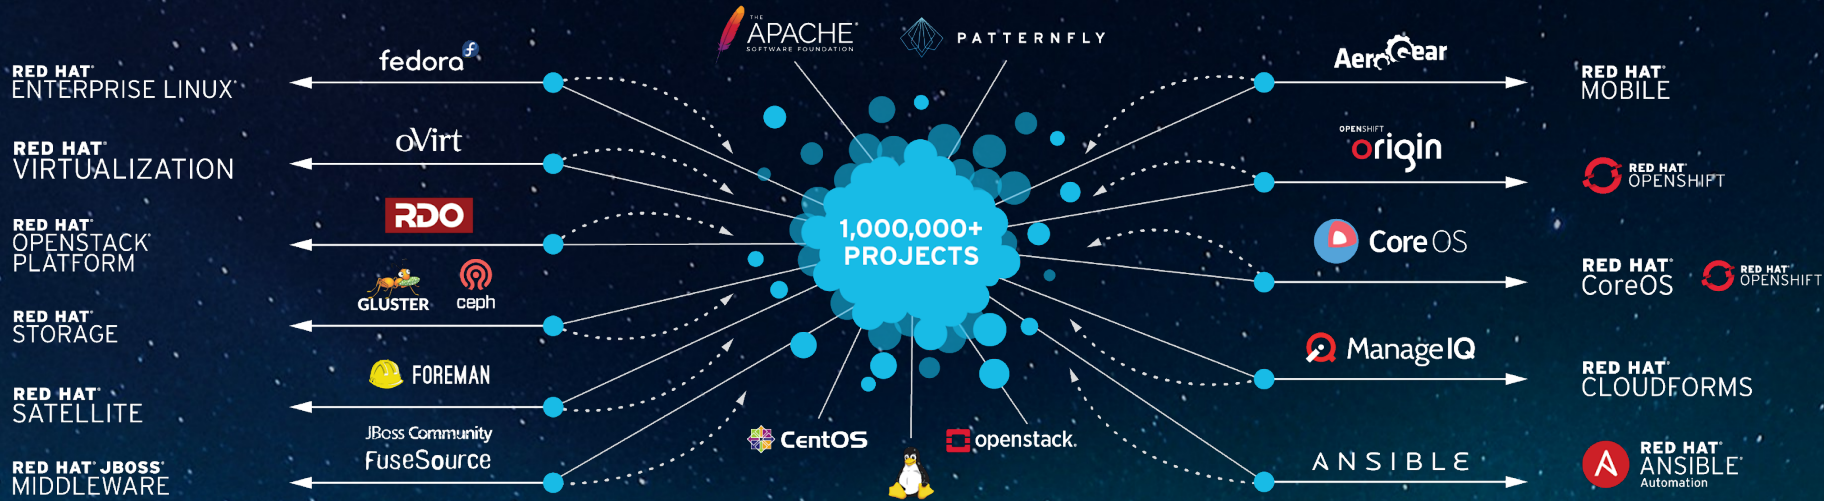 THE
APACHE®
SOFTWARE FOUNDATION
PATTERNFLY
fedora
RED HAT®
ENTERPRISE LINUX®
oVirt
RED HAT®
VIRTUALIZATION
RDO
RED HAT®
OPENSTACK®
PLATFORM
GLUSTER
ceph
RED HAT®
STORAGE
FOREMAN
RED HAT®
SATELLITE
JBoss Community
FuseSource
RED HAT® JBOSS®
MIDDLEWARE
1,000,000+
PROJECTS
CentOS
openstack.
AeroGear
RED HAT®
MOBILE
OPENSHIFT
origin
RED HAT®
OPENSHIFT
CoreOS
RED HAT®
CoreOS
RED HAT®
OPENSHIFT
ManageIQ
RED HAT®
CLOUDFORMS
ANSIBLE
RED HAT®
ANSIBLE®
Automation